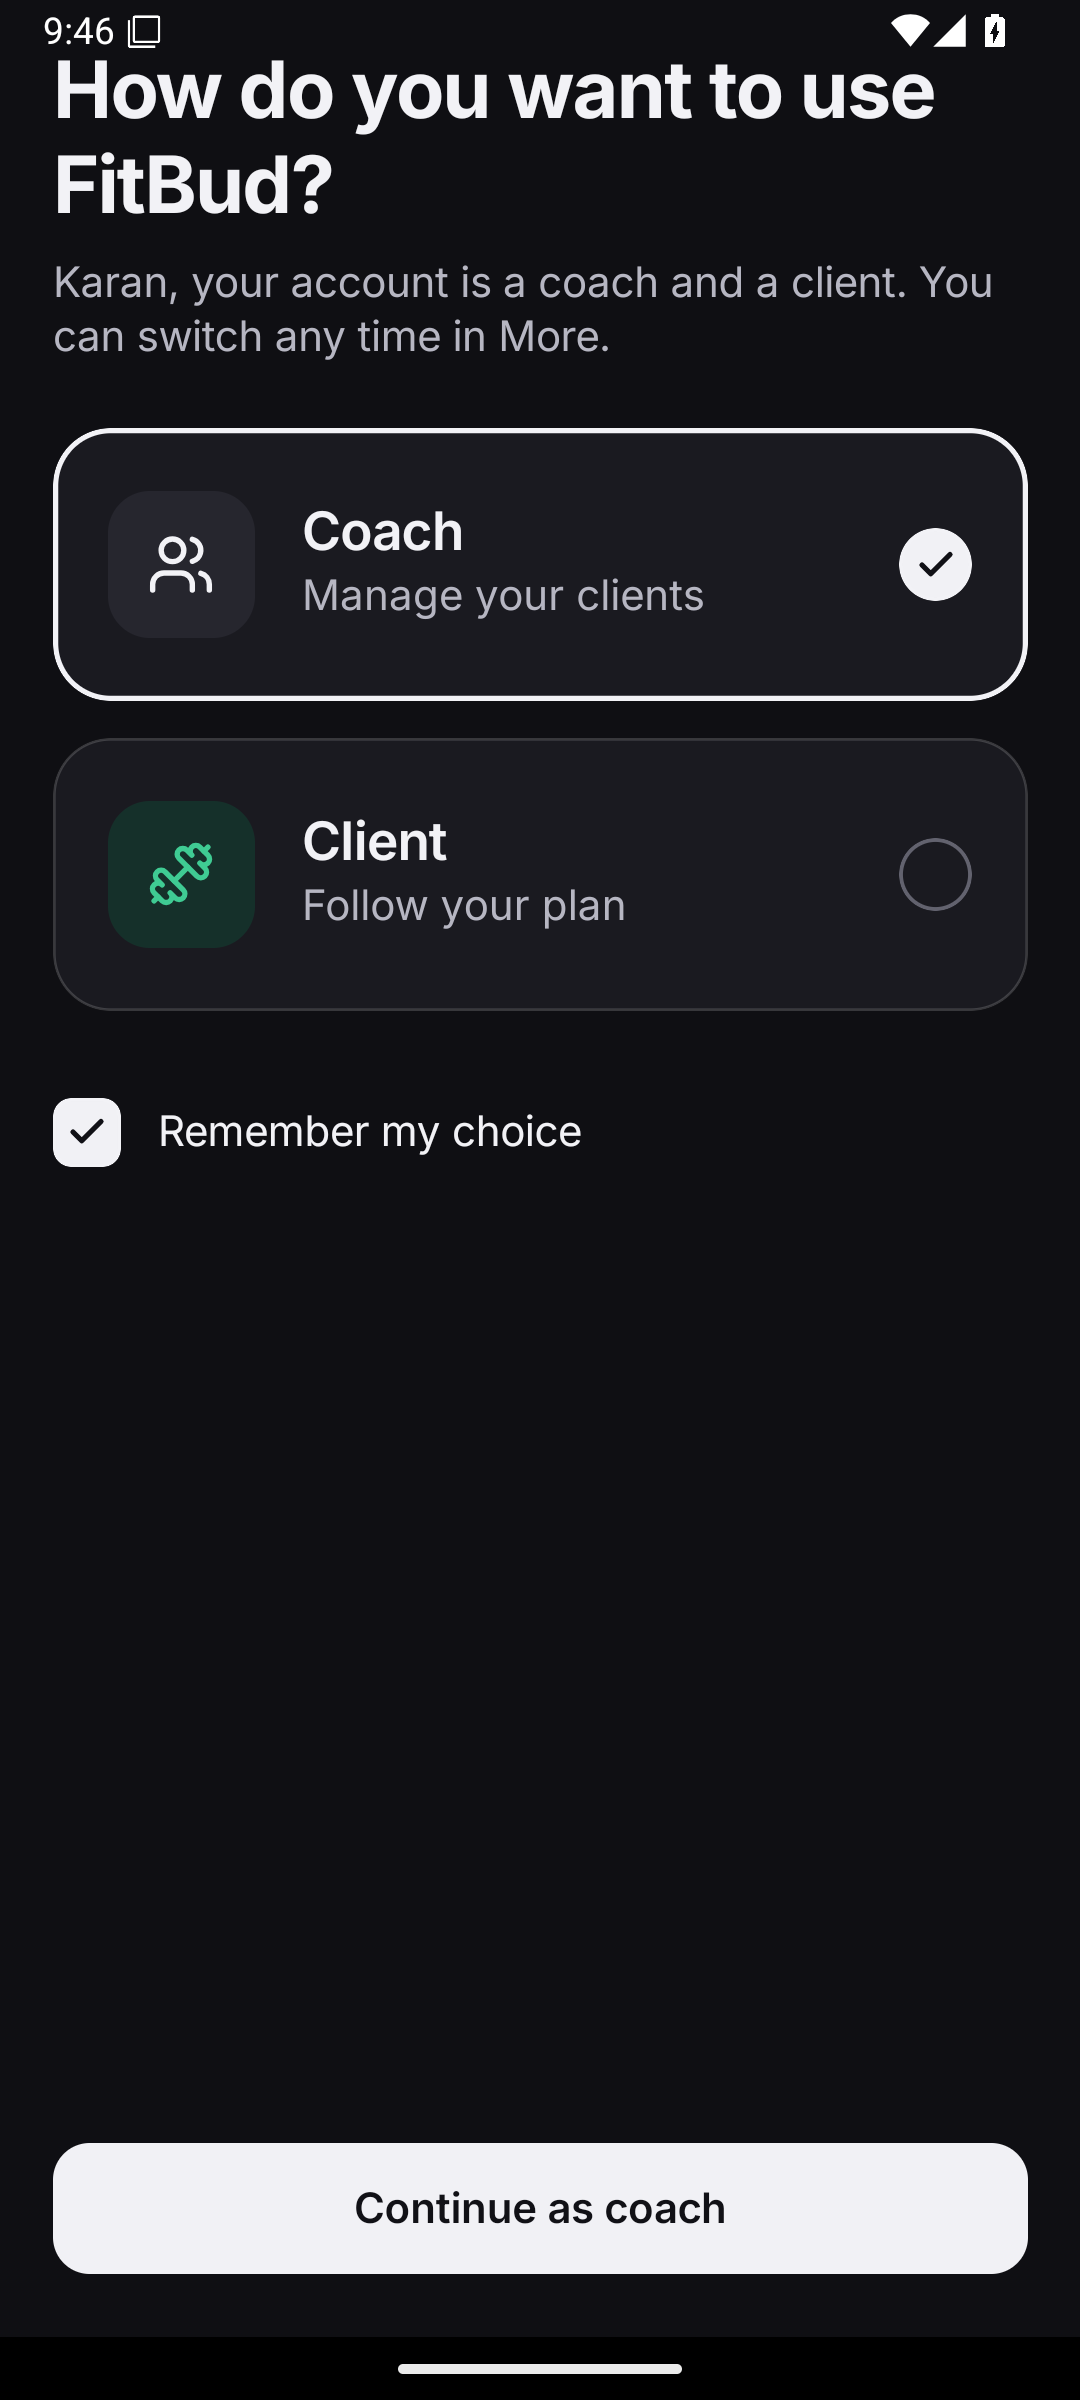 9:46
How do you want to use
FitBud?
Karan, your account is a coach and a client. You
can switch any time in More.
Coach
Manage your clients
Client
Follow your plan
Remember my choice
Continue as coach